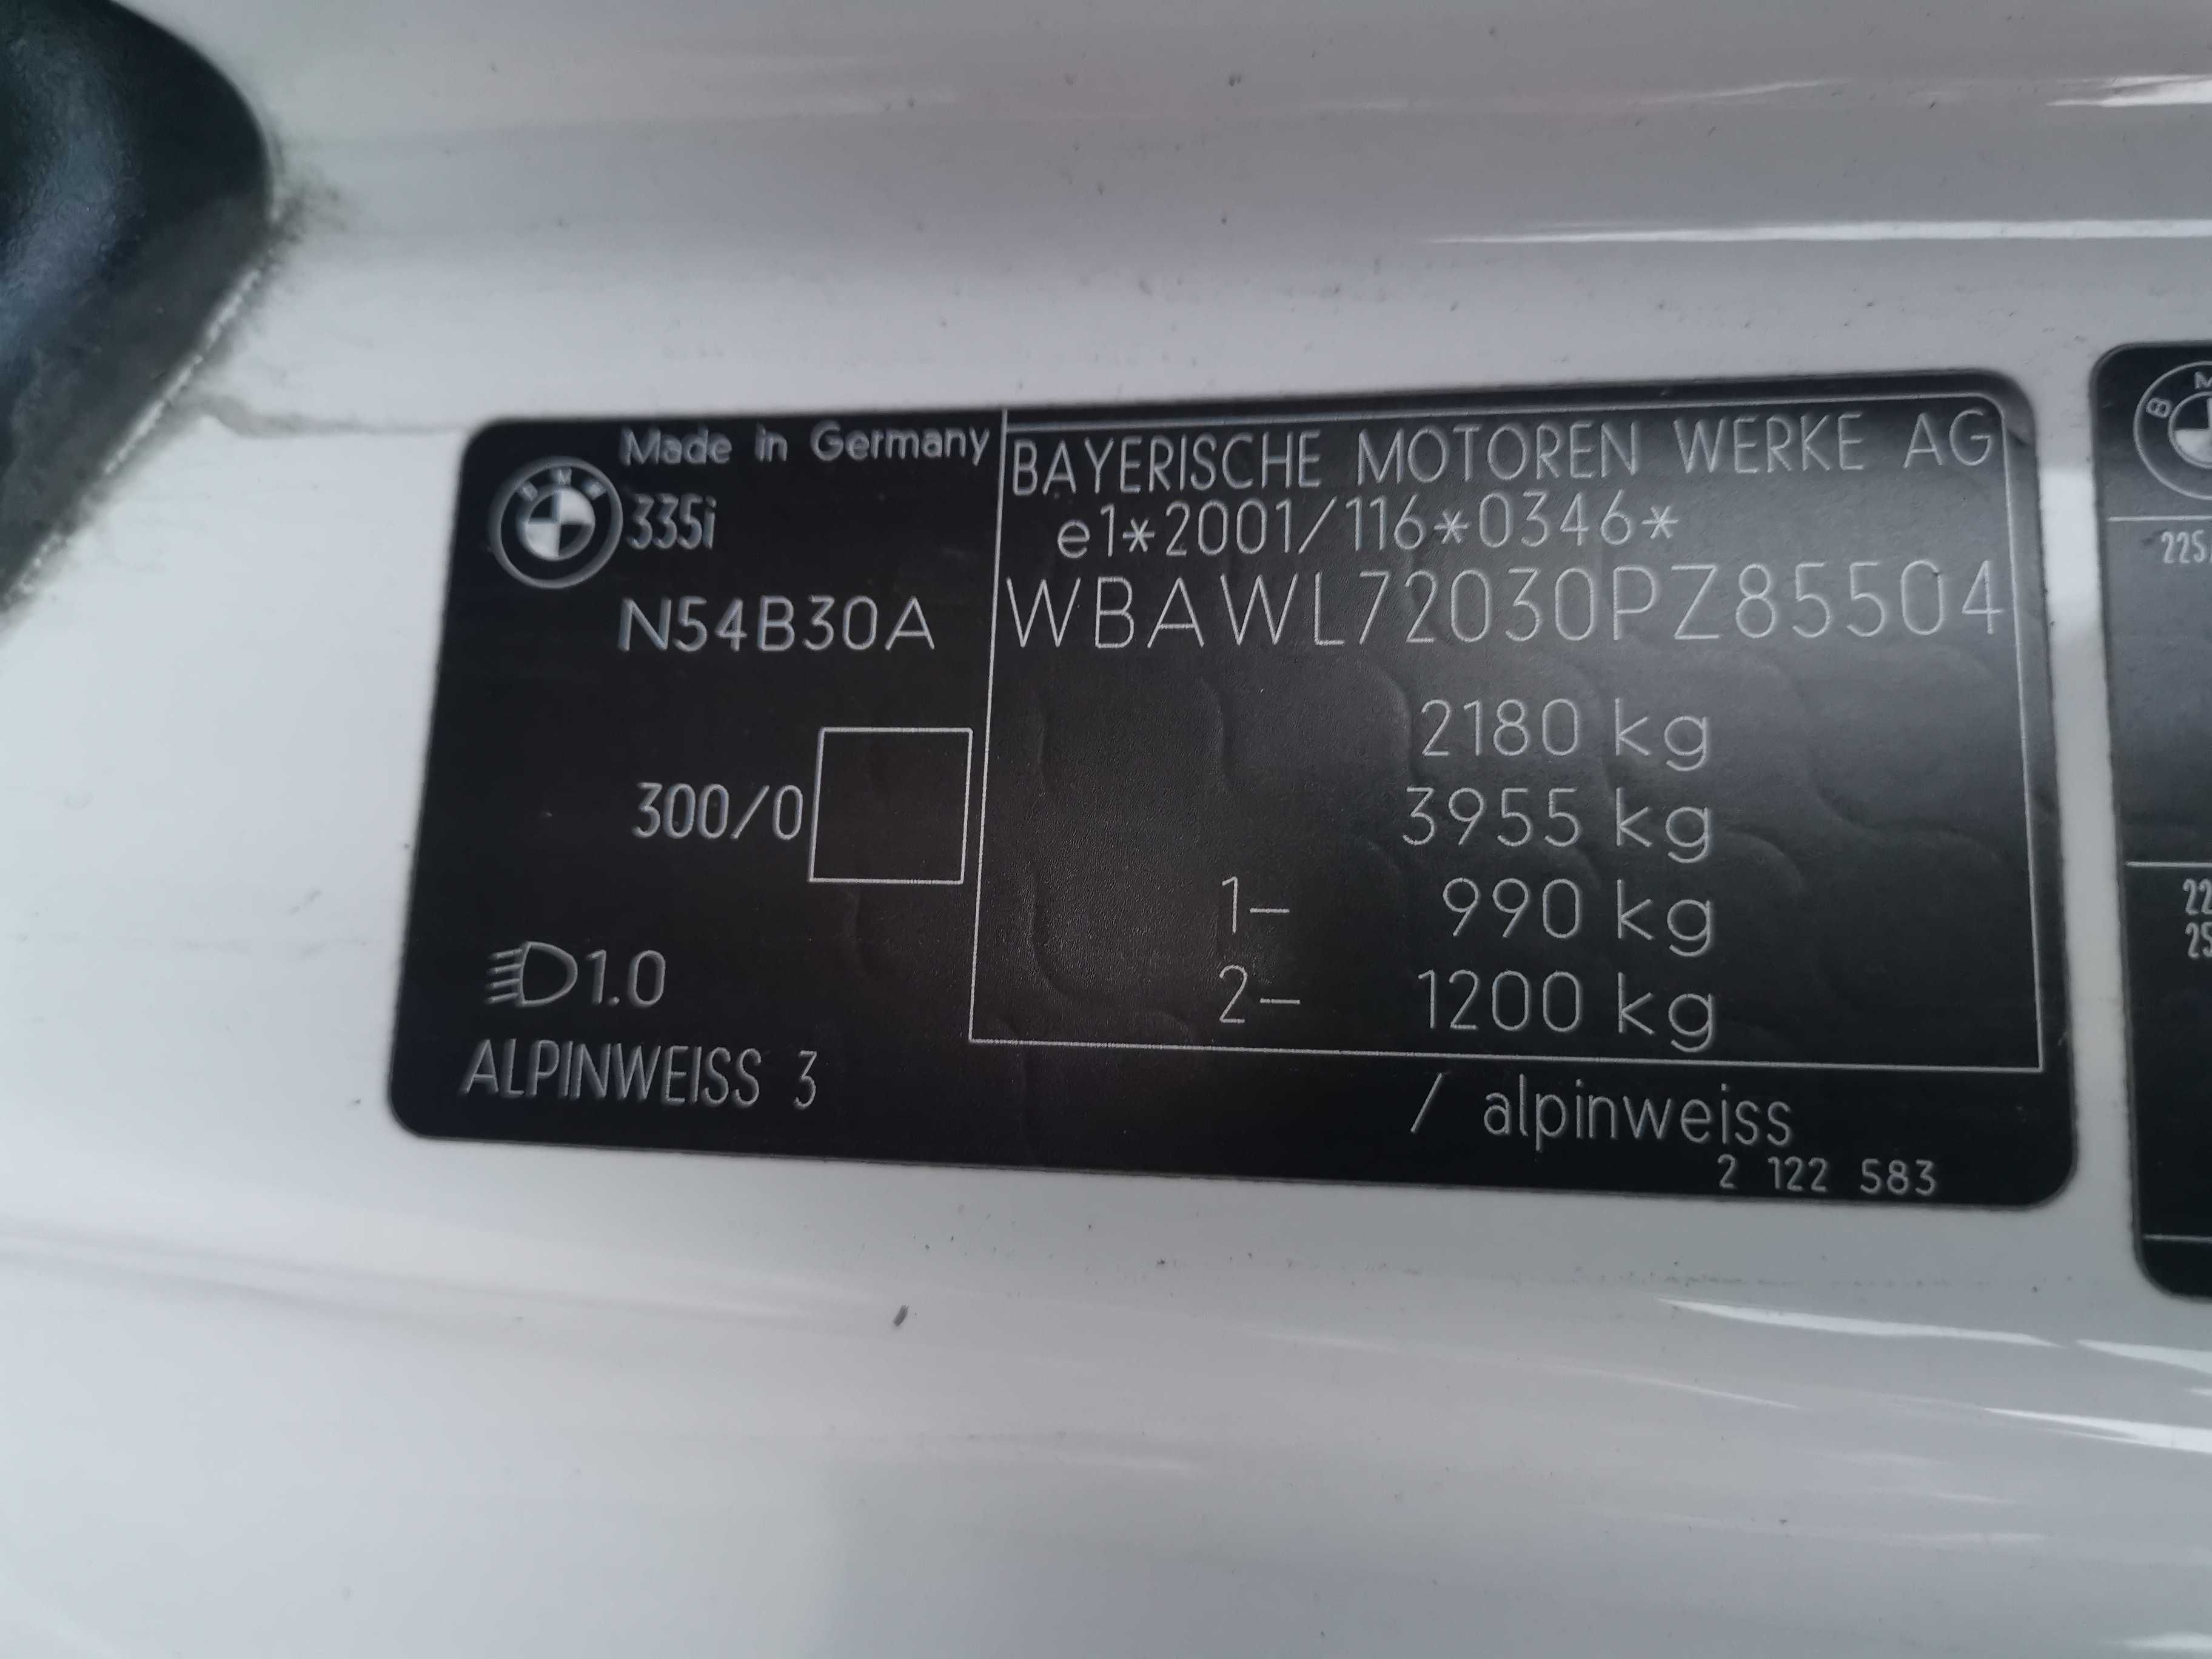 Made in Germany
BMW
335i
N54B30A
300/0
1.0
ALPINWEISS 3
BAYERISCHE MOTOREN WERKE AG
e1*2001/116*0346*
WBAWL72030PZ85504
2180 kg
3955 kg
1- 990 kg
2- 1200 kg
/ alpinweiss
2 122 583